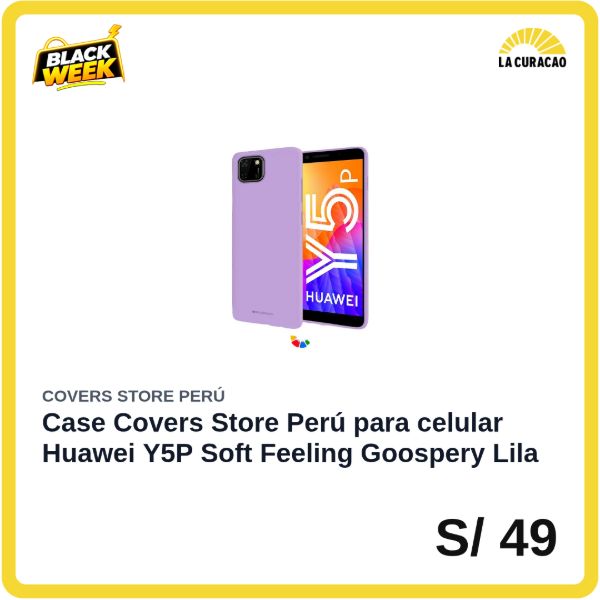 BLACK
WEEK
LA CURACAO
Y5P
HUAWEI
COVERS STORE PERÚ
Case Covers Store Perú para celular
Huawei Y5P Soft Feeling Goospery Lila
S/ 49